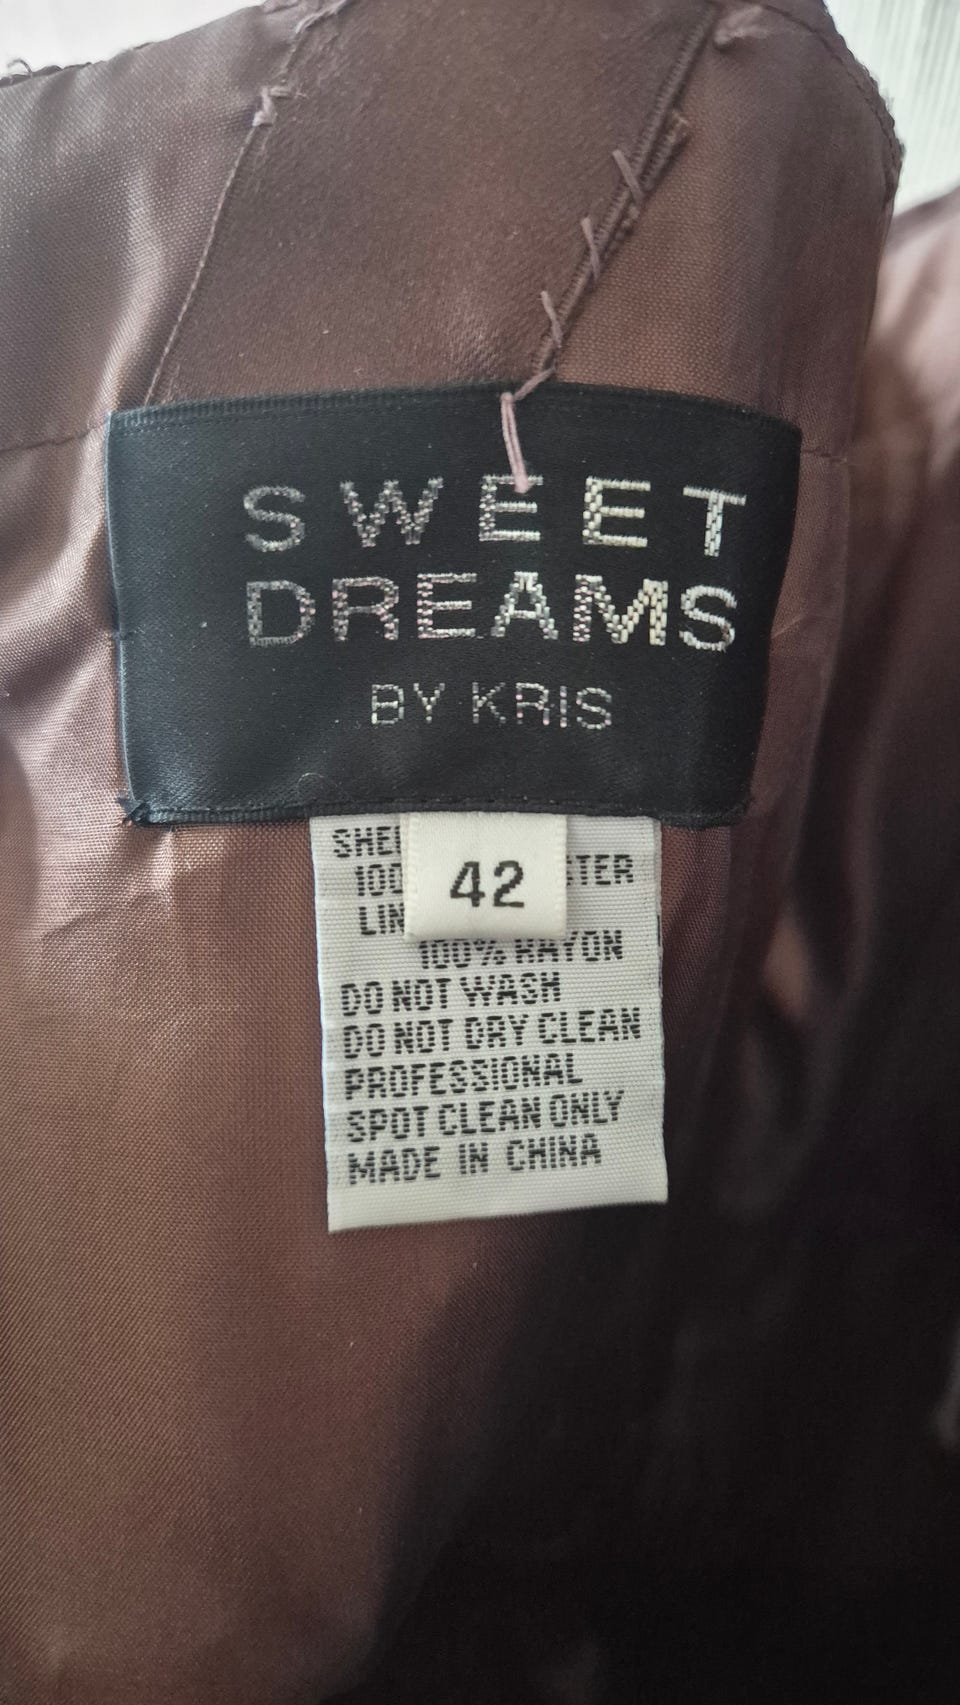 SWEET
DREAMS
BY KRIS
42
100
100% RAYON
DO NOT WASH
DO NOT DRY CLEAN
PROFESSIONAL
SPOT CLEAN ONLY
MADE IN CHINA